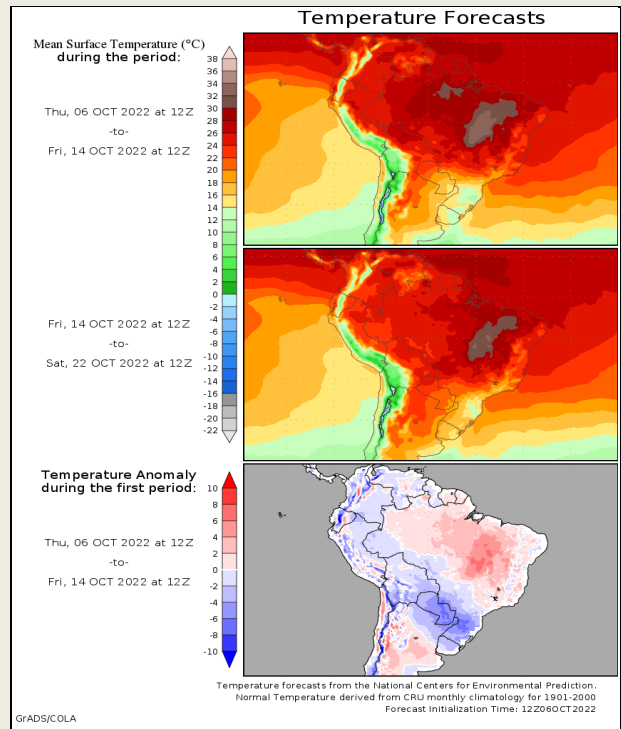 Temperature Forecasts
Mean Surface Temperature (°C)
during the period:
Thu, 06 OCT 2022 at 12Z
-to-
Fri, 14 OCT 2022 at 12Z
38
36
34
32
30
28
26
24
22
20
18
16
14
12
10
8
6
4
2
0
-2
-4
-6
-8
-10
-12
-14
-16
-17
-18
-20
-22
Fri, 14 OCT 2022 at 12Z
-to-
Sat, 22 OCT 2022 at 12Z
Temperature Anomaly
during the first period:
Thu, 06 OCT 2022 at 12Z
-to-
Fri, 14 OCT 2022 at 12Z
10
8
6
4
2
0
-2
-4
-6
-8
-10
Temperature forecasts from the National Centers for Environmental Prediction.
Normal Temperature derived from CRU monthly climatology for 1901-2000
Forecast Initialization Time: 12Z06OCT2022
GrADS/COLA